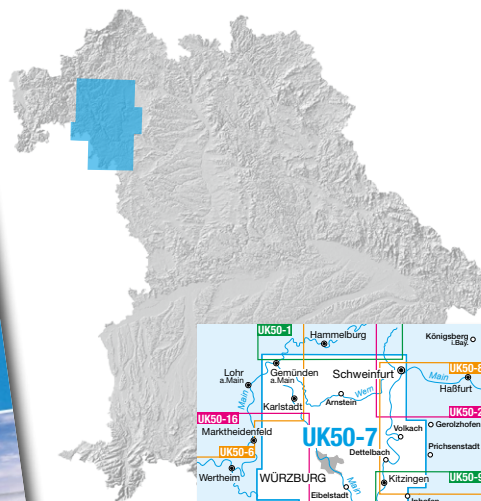 UK50-1
Hammelburg
Königsberg
i.Bay.
Lohr
a.Main
Gemünden
a.Main
Schweinfurt
UK50-8
Main
Haßfurt
Main
Karlstadt
Arnstein
Wern
UK50-16
UK50-2
Marktheidenfeld
UK50-7
Volkach
Gerolzhofen
UK50-6
Dettelbach
Prichsenstadt
Wertheim
WÜRZBURG
Main
Kitzingen
UK50-9
Eibelstadt
Iphofen